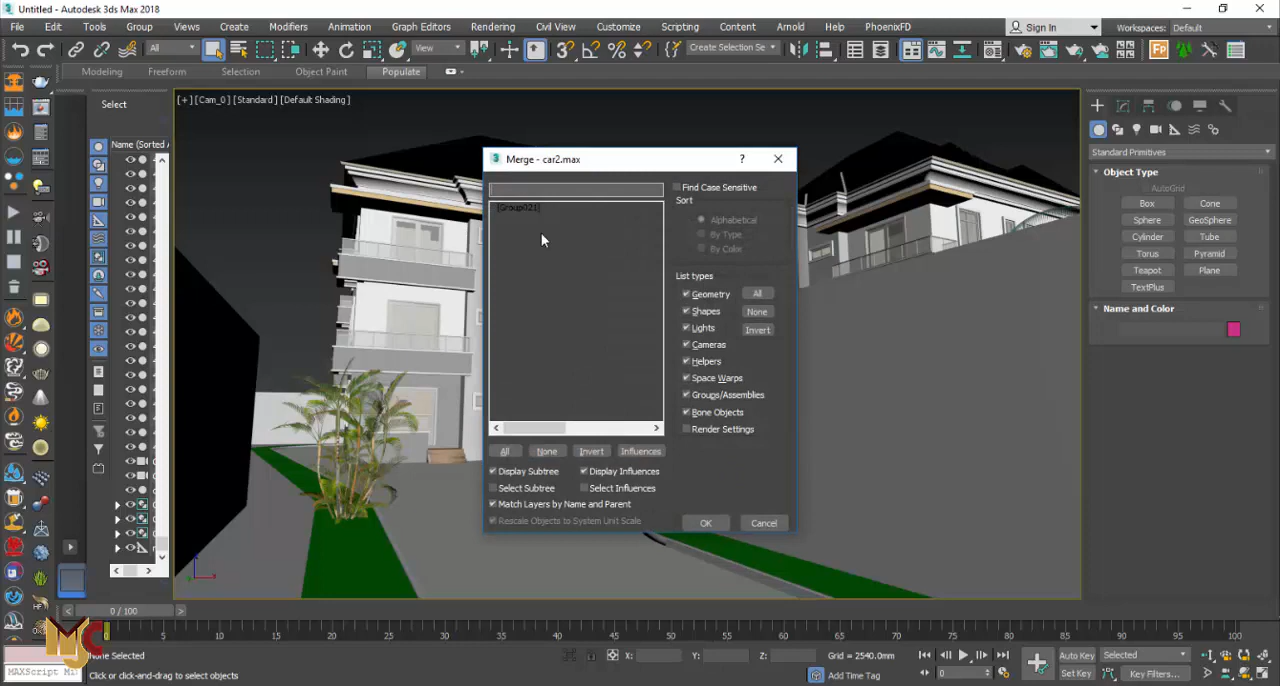 Untitled - Autodesk 3ds Max 2018
File Edit Tools Group Views Create Modifiers Animation Graph Editors Rendering Civil View Customize Scripting Content Arnold Help PhoenixFD Sign In Workspaces: Default
All View Create Selection Se
Modeling Freeform Selection Object Paint Populate
Select
Name (Sorted A
[+] [Cam_0] [Standard] [Default Shading]
Merge - car2.max
[Group021]
Find Case Sensitive
Sort
Alphabetical
By Type
By Color
List types
Geometry All
Shapes None
Lights Invert
Cameras
Helpers
Space Warps
Groups/Assemblies
Bone Objects
Render Settings
All None Invert Influences
Display Subtree Display Influences
Select Subtree Select Influences
Match Layers by Name and Parent
Rescale Objects to System Unit Scale
OK Cancel
Standard Primitives
Object Type
AutoGrid
Box Cone
Sphere GeoSphere
Cylinder Tube
Torus Pyramid
Teapot Plane
TextPlus
Name and Color
0 / 100
0 5 10 15 20 25 30 35 40 45 50 55 60 65 70 75 80 85 90 95 100
None Selected X: Y: Z: Grid = 2540.0mm Auto Key Selected
MAXScript Mi Click or click-and-drag to select objects Add Time Tag 0 Set Key Key Filters...